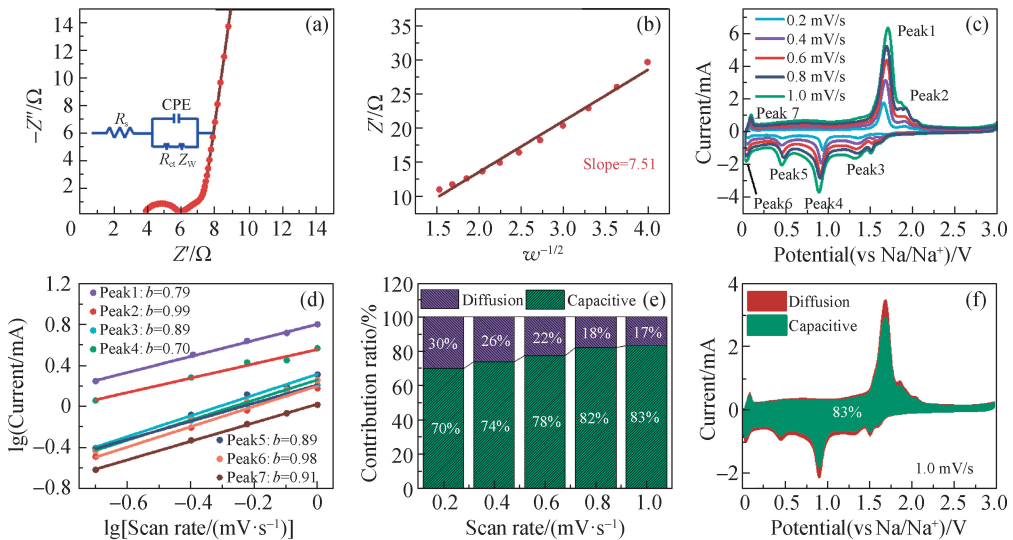 (a)
−Z″/Ω
14
12
10
8
6
4
2
0 2 4 6 8 10 12 14
Z′/Ω
CPE
Rs
Rct ZW
(b)
Z′/Ω
35
30
25
20
15
10
1.5 2.0 2.5 3.0 3.5 4.0
w−1/2
Slope=7.51
(c)
Current/mA
6
4
2
0
−2
−4
0.2 mV/s
0.4 mV/s
0.6 mV/s
0.8 mV/s
1.0 mV/s
Peak1
Peak2
Peak 7
Peak3
Peak5
Peak6
Peak4
0 0.5 1.0 1.5 2.0 2.5 3.0
Potential(vs Na/Na+)/V
(d)
lg(Current/mA)
1.2
0.8
0.4
0
−0.4
−0.8
Peak1: b=0.79
Peak2: b=0.99
Peak3: b=0.89
Peak4: b=0.70
Peak5: b=0.89
Peak6: b=0.98
Peak7: b=0.91
−0.6 −0.4 −0.2 0
lg[Scan rate/(mV·s−1)]
(e)
Contribution ratio/%
120
100
80
60
40
20
0
Diffusion Capacitive
30% 26% 22% 18% 17%
70% 74% 78% 82% 83%
0.2 0.4 0.6 0.8 1.0
Scan rate/(mV·s−1)
(f)
Current/mA
4
2
0
−2
Diffusion
Capacitive
83%
1.0 mV/s
0 0.5 1.0 1.5 2.0 2.5 3.0
Potential(vs Na/Na+)/V